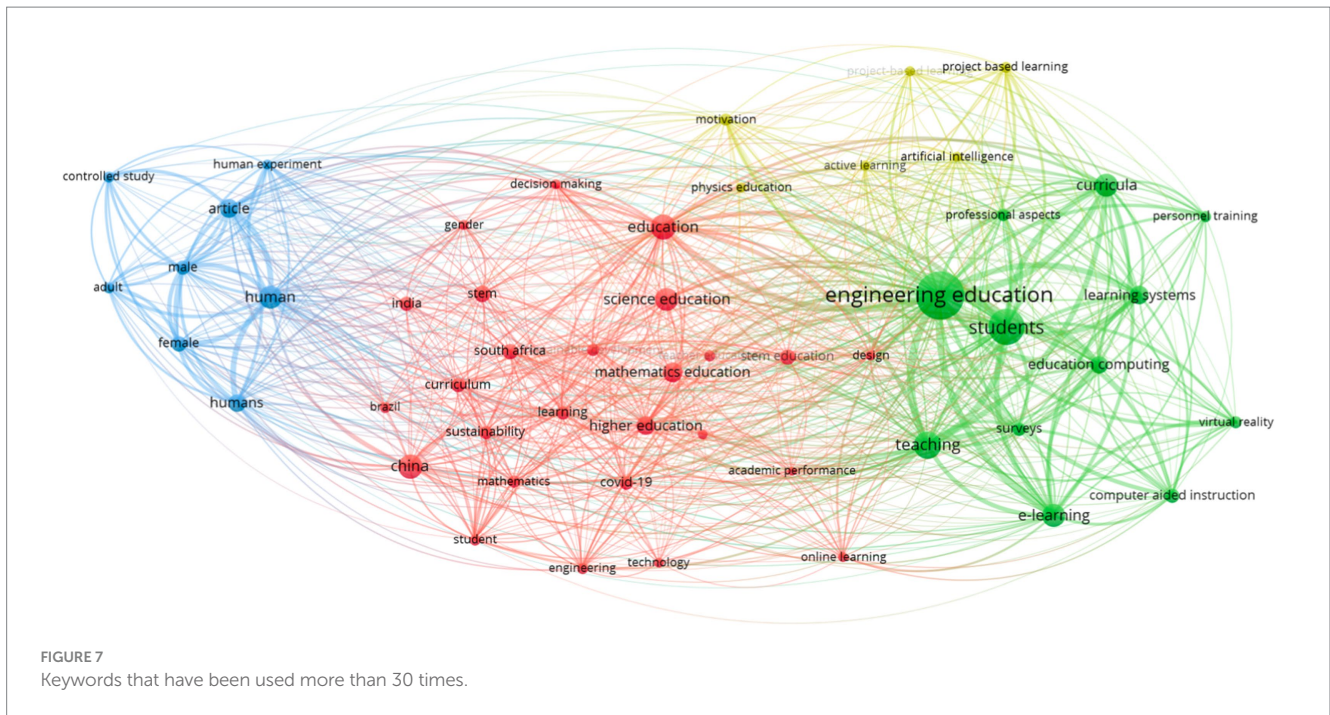 project-based learning
project based learning
motivation
controlled study
human experiment
active learning
artificial intelligence
decision making
physics education
curricula
article
gender
education
professional aspects
personnel training
male
adult
human
india
stem
science education
engineering education
learning systems
students
female
south africa
stem education
design
mathematics education
education computing
curriculum
humans
brazil
learning
higher education
sustainability
surveys
virtual reality
teaching
china
mathematics
covid-19
academic performance
computer aided instruction
e-learning
student
engineering
technology
online learning
FIGURE 7
Keywords that have been used more than 30 times.